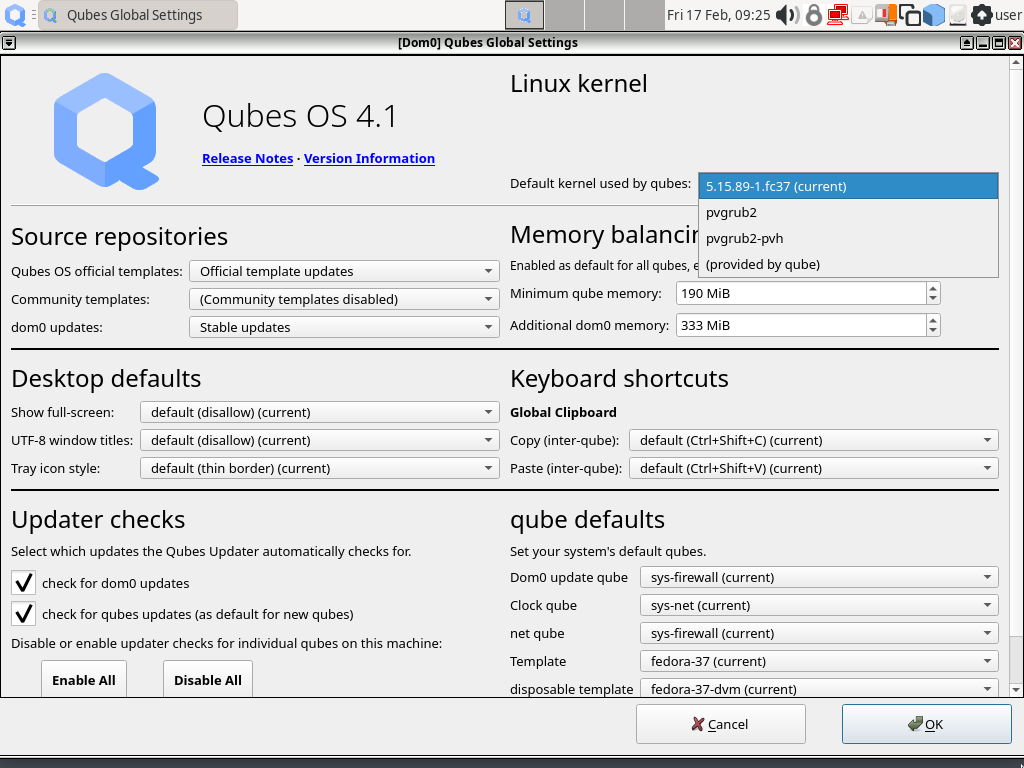 Qubes Global Settings
Fri 17 Feb, 09:25
user
[Dom0] Qubes Global Settings
Qubes OS 4.1
Release Notes · Version Information
Linux kernel
Default kernel used by qubes:
5.15.89-1.fc37 (current)
pvgrub2
pvgrub2-pvh
(provided by qube)
Source repositories
Qubes OS official templates: Official template updates
Community templates: (Community templates disabled)
dom0 updates: Stable updates
Memory balancin
Enabled as default for all qubes, e
Minimum qube memory: 190 MiB
Additional dom0 memory: 333 MiB
Desktop defaults
Show full-screen: default (disallow) (current)
UTF-8 window titles: default (disallow) (current)
Tray icon style: default (thin border) (current)
Keyboard shortcuts
Global Clipboard
Copy (inter-qube): default (Ctrl+Shift+C) (current)
Paste (inter-qube): default (Ctrl+Shift+V) (current)
Updater checks
Select which updates the Qubes Updater automatically checks for.
check for dom0 updates
check for qubes updates (as default for new qubes)
Disable or enable updater checks for individual qubes on this machine:
Enable All Disable All
qube defaults
Set your system's default qubes.
Dom0 update qube sys-firewall (current)
Clock qube sys-net (current)
net qube sys-firewall (current)
Template fedora-37 (current)
disposable template fedora-37-dvm (current)
Cancel OK